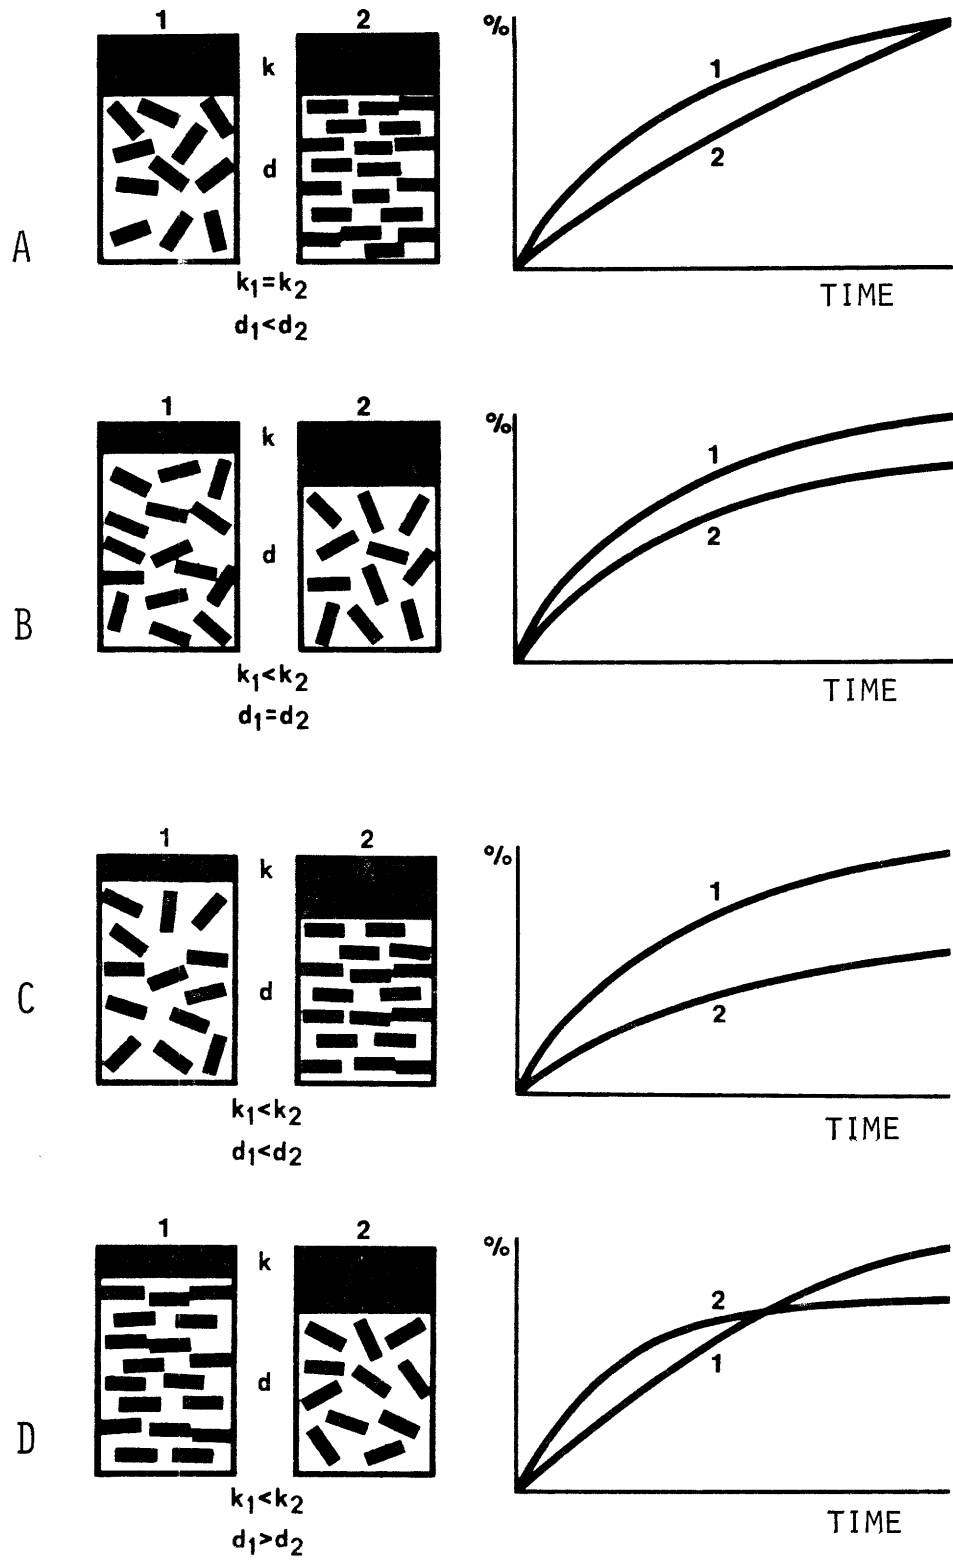 1 2
k
d
A
k₁=k₂
d₁<d₂
%
1
2
TIME
1 2
k
d
B
k₁<k₂
d₁=d₂
%
1
2
TIME
1 2
k
d
C
k₁<k₂
d₁<d₂
%
1
2
TIME
1 2
k
d
D
k₁<k₂
d₁>d₂
%
2
1
TIME